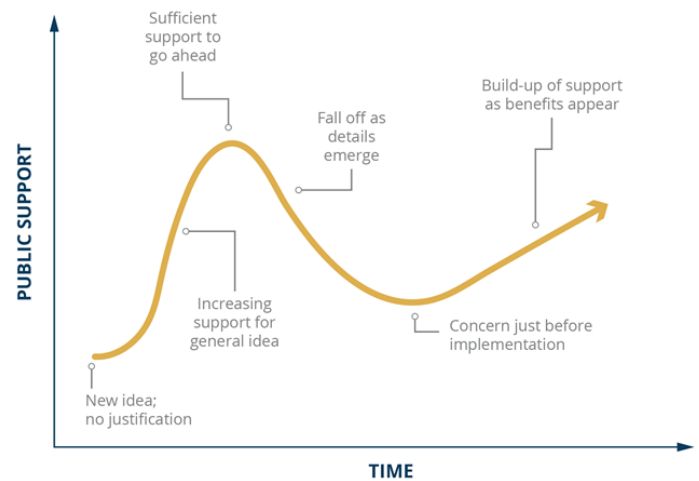 Sufficient
support to
go ahead
Fall off as
details
emerge
Build-up of support
as benefits appear
PUBLIC SUPPORT
Increasing
support for
general idea
Concern just before
implementation
New idea;
no justification
TIME